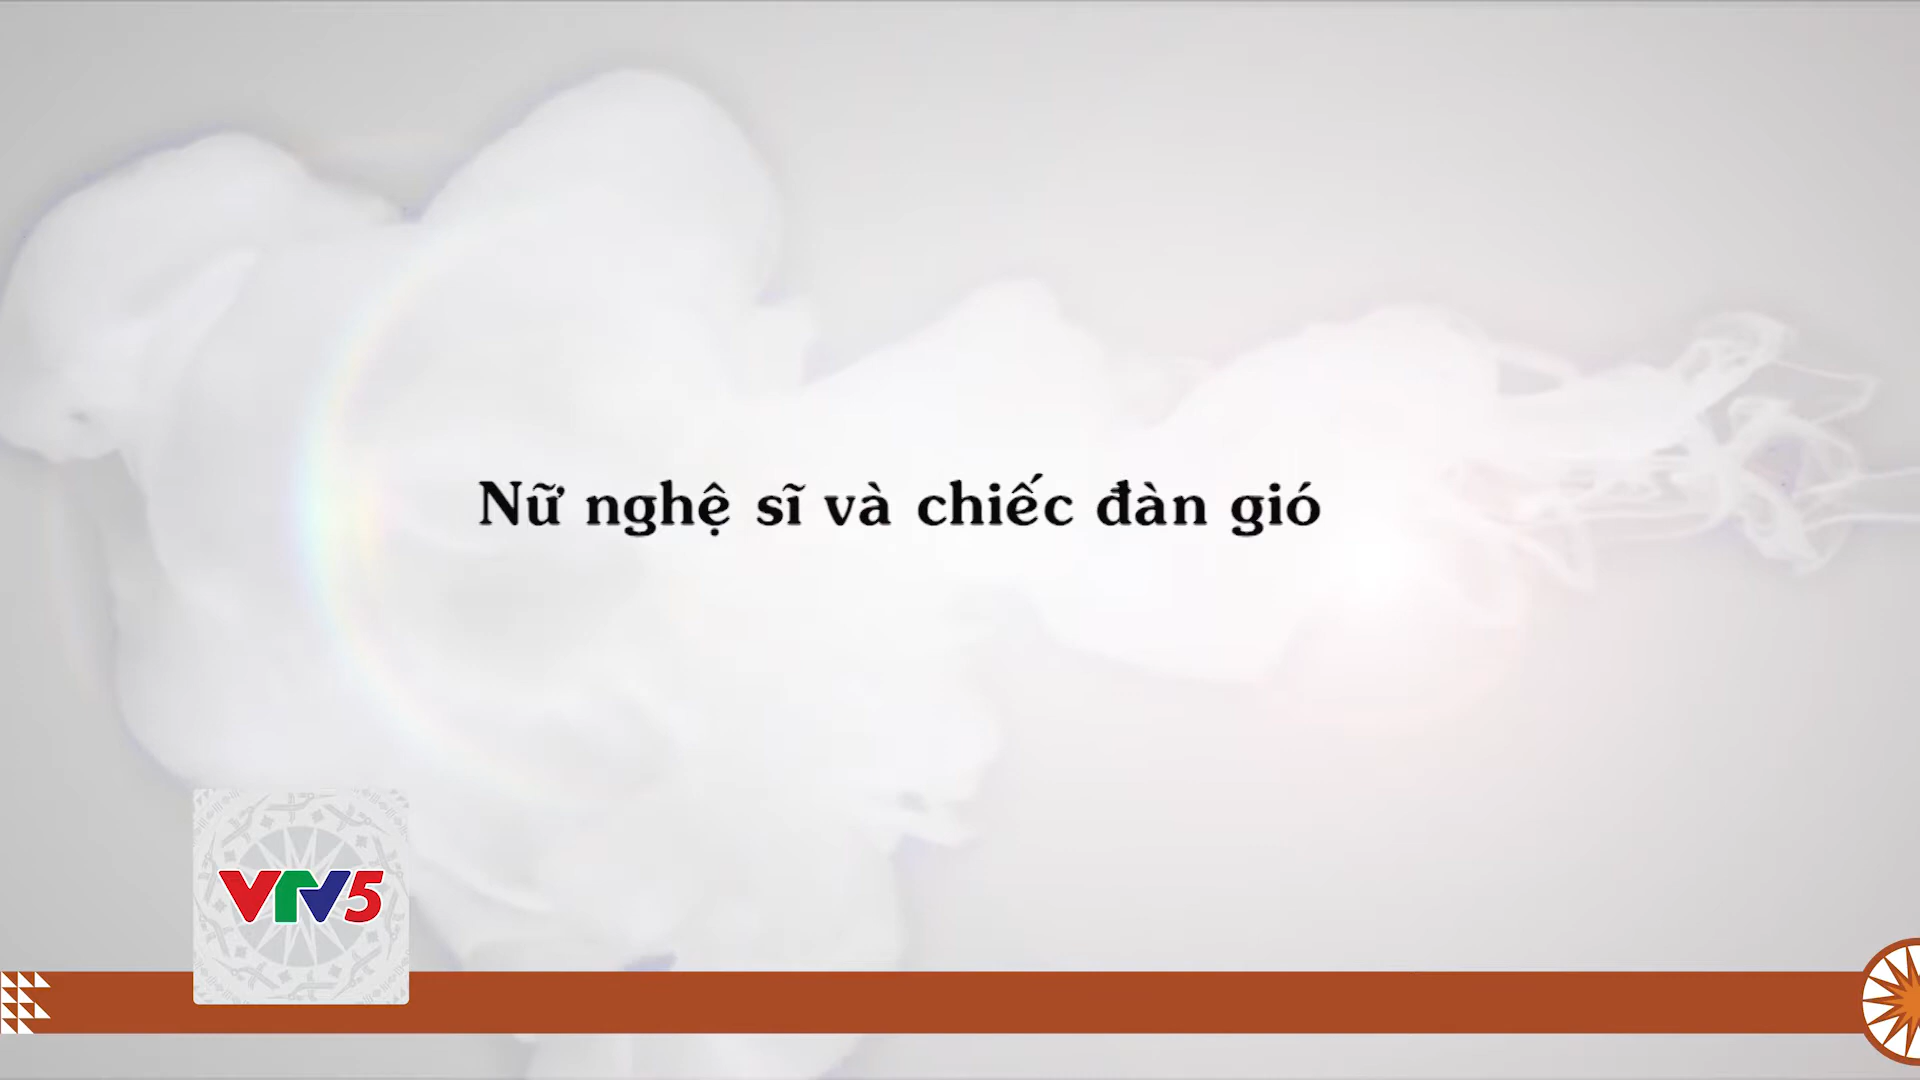 Nữ nghệ sĩ và chiếc đàn gió
VTV5